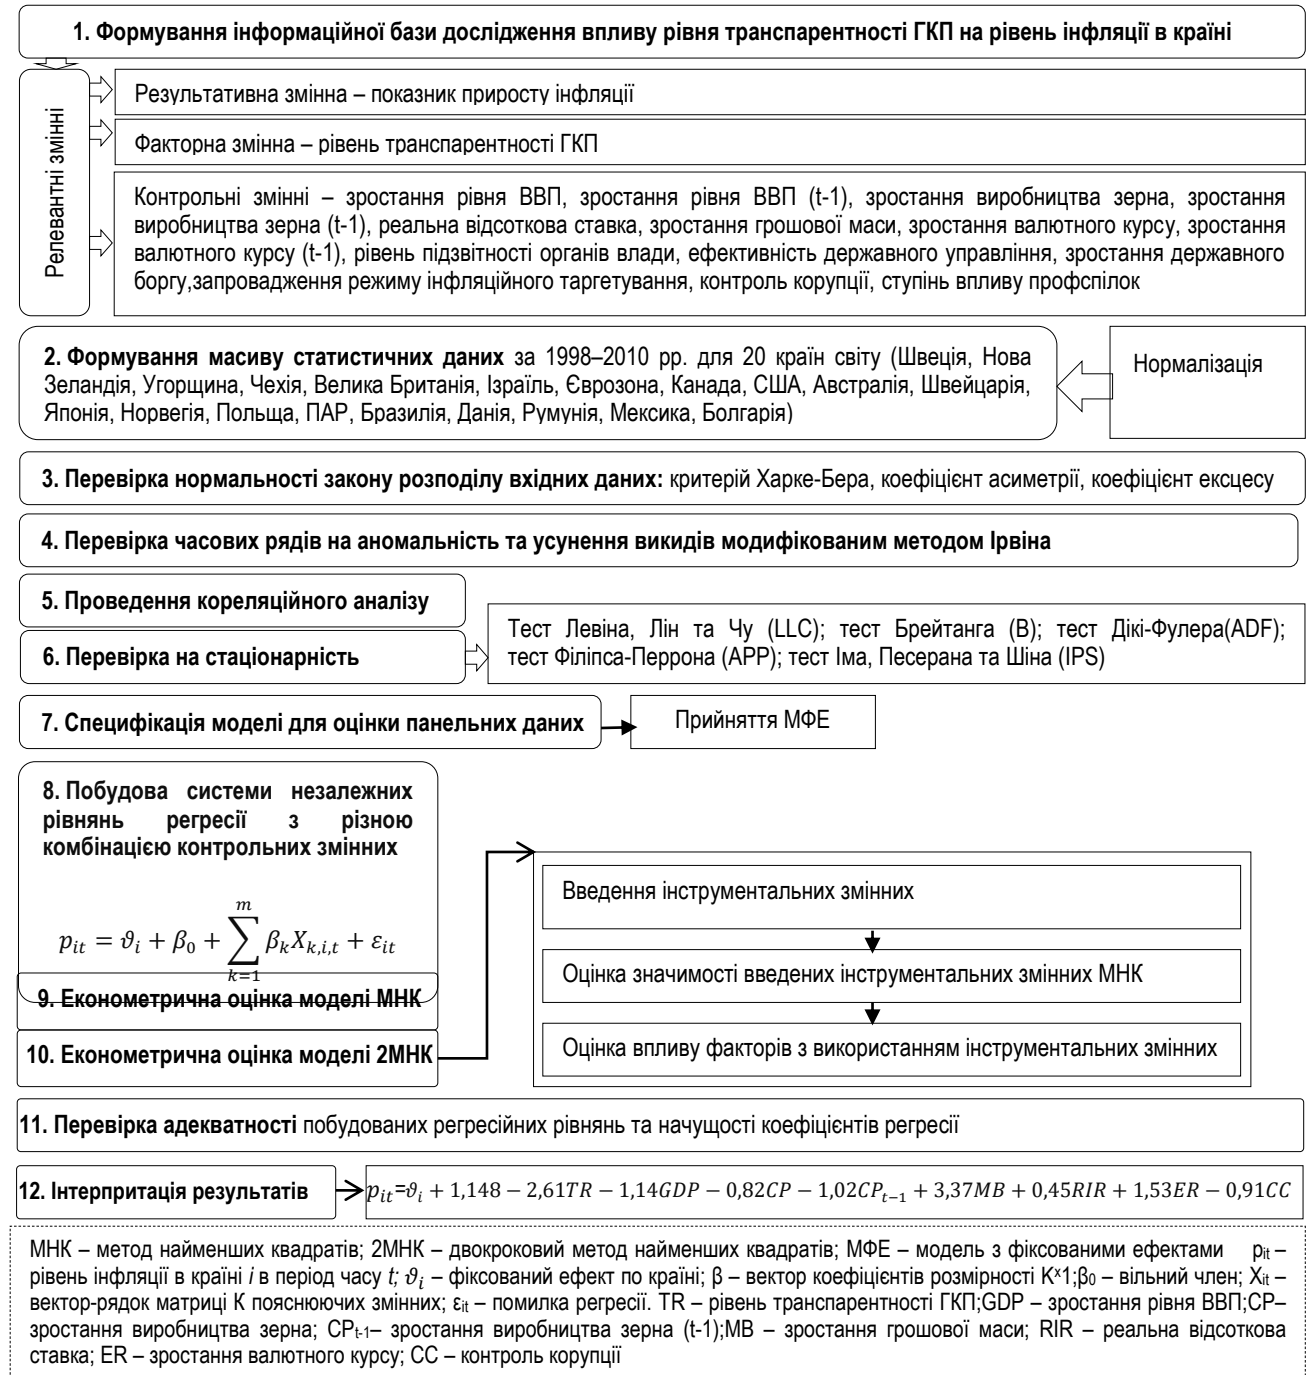 1. Формування інформаційної бази дослідження впливу рівня транспарентності ГКП на рівень інфляції в країні
Релевантні змінні
Результативна змінна – показник приросту інфляції
Факторна змінна – рівень транспарентності ГКП
Контрольні змінні – зростання рівня ВВП, зростання рівня ВВП (t-1), зростання виробництва зерна, зростання
виробництва зерна (t-1), реальна відсоткова ставка, зростання грошової маси, зростання валютного курсу, зростання
валютного курсу (t-1), рівень підзвітності органів влади, ефективність державного управління, зростання державного
боргу,запровадження режиму інфляційного таргетування, контроль корупції, ступінь впливу профспілок
2. Формування масиву статистичних даних за 1998–2010 рр. для 20 країн світу (Швеція, Нова
Зеландія, Угорщина, Чехія, Велика Британія, Ізраїль, Єврозона, Канада, США, Австралія, Швейцарія,
Японія, Норвегія, Польща, ПАР, Бразилія, Данія, Румунія, Мексика, Болгарія)
Нормалізація
3. Перевірка нормальності закону розподілу вхідних даних: критерій Харке-Бера, коефіцієнт асиметрії, коефіцієнт ексцесу
4. Перевірка часових рядів на аномальність та усунення викидів модифікованим методом Ірвіна
5. Проведення кореляційного аналізу
6. Перевірка на стаціонарність
Тест Левіна, Лін та Чу (LLC); тест Брейтанга (B); тест Дікі-Фулера(ADF);
тест Філіпса-Перрона (APP); тест Іма, Песерана та Шіна (IPS)
7. Специфікація моделі для оцінки панельних даних
Прийняття МФЕ
8. Побудова системи незалежних
рівнянь регресії з різною
комбінацією контрольних змінних
p_{it} = ϑ_i + β_0 + \sum_{k=1}^{m} β_k X_{k,i,t} + ε_{it}
9. Економетрична оцінка моделі МНК
10. Економетрична оцінка моделі 2МНК
Введення інструментальних змінних
Оцінка значимості введених інструментальних змінних МНК
Оцінка впливу факторів з використанням інструментальних змінних
11. Перевірка адекватності побудованих регресійних рівнянь та начущості коефіцієнтів регресії
12. Інтерпритація результатів
p_{it}=ϑ_i + 1,148 − 2,61TR − 1,14GDP − 0,82CP − 1,02CP_{t−1} + 3,37MB + 0,45RIR + 1,53ER − 0,91CC
МНК – метод найменших квадратів; 2МНК – двокроковий метод найменших квадратів; МФЕ – модель з фіксованими ефектами p_{it} –
рівень інфляції в країні i в період часу t; ϑ_i – фіксований ефект по країні; β – вектор коефіцієнтів розмірності K^{x}1;β_0 – вільний член; X_{it} –
вектор-рядок матриці К пояснюючих змінних; ε_{it} – помилка регресії. TR – рівень транспарентності ГКП;GDP – зростання рівня ВВП;CP–
зростання виробництва зерна; CP_{t-1}– зростання виробництва зерна (t-1);MB – зростання грошової маси; RIR – реальна відсоткова
ставка; ER – зростання валютного курсу; CC – контроль корупції